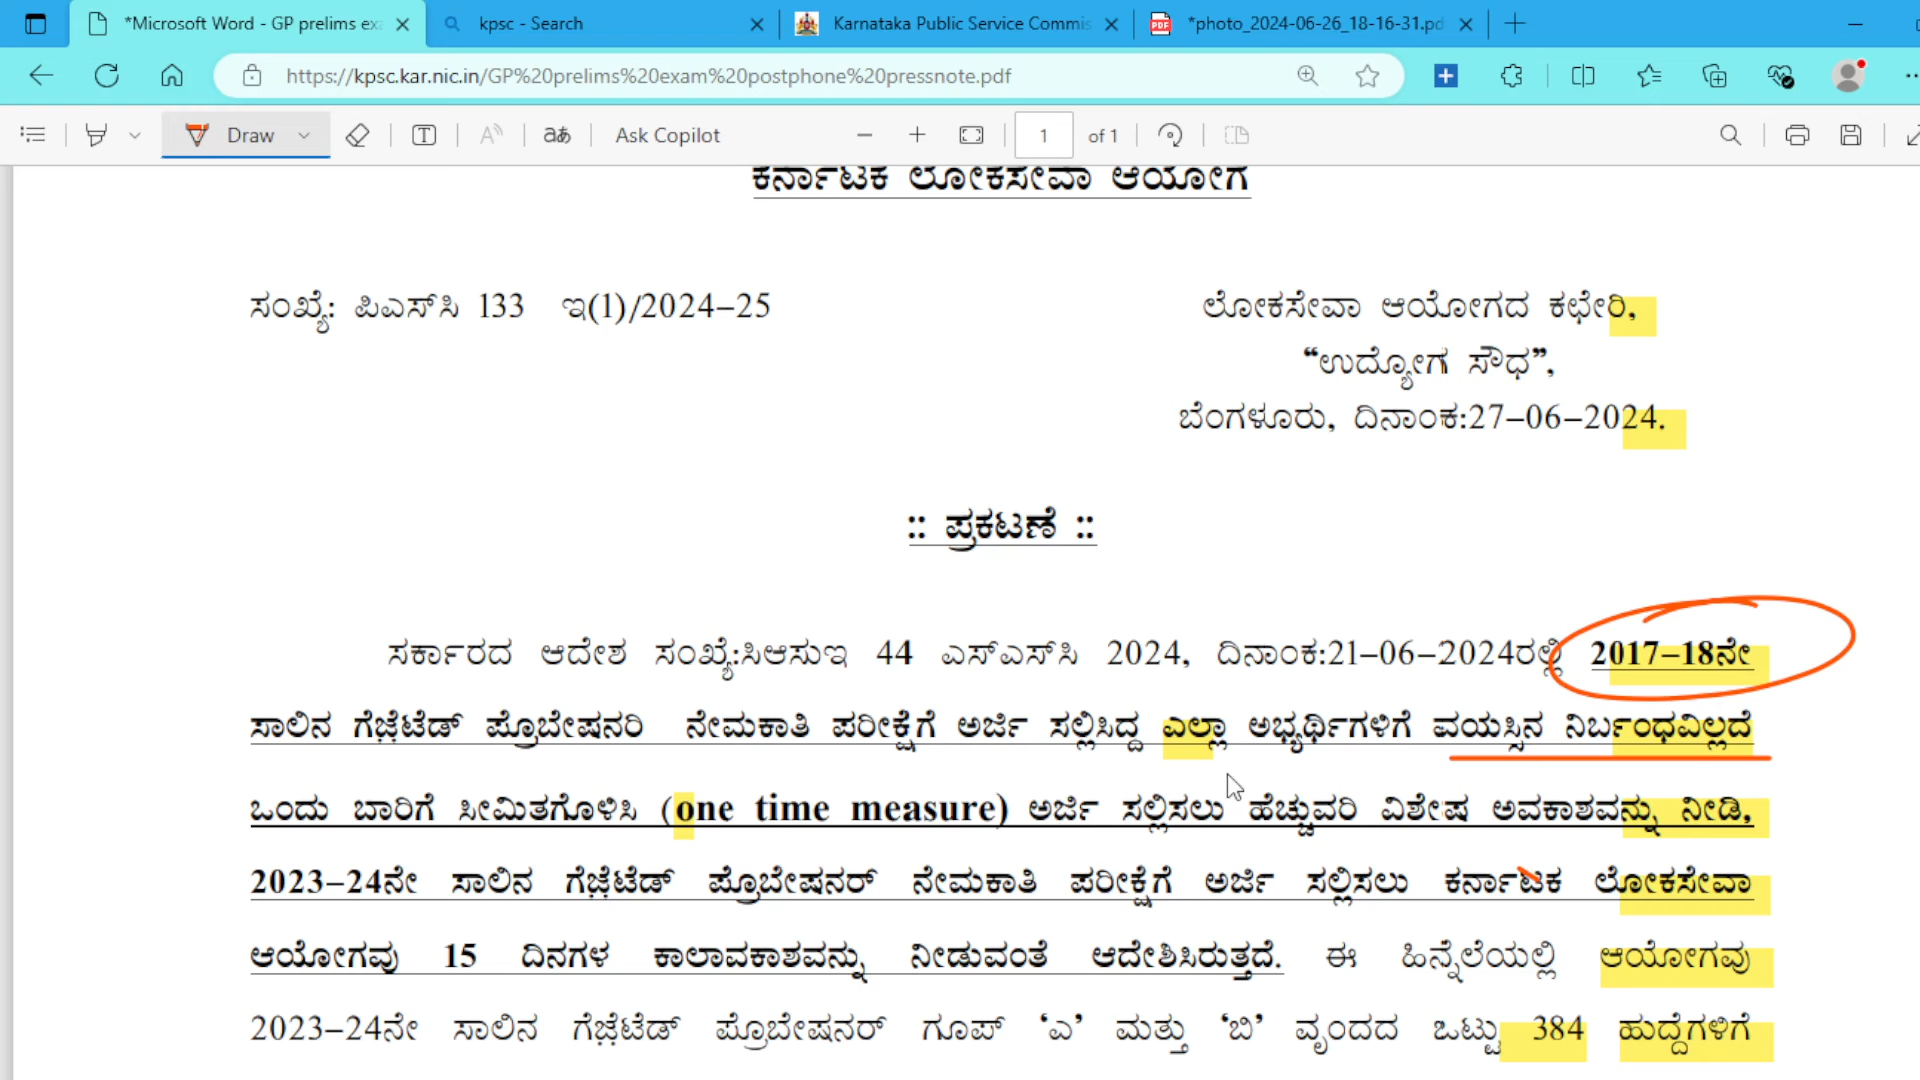 *Microsoft Word - GP prelims exa
kpsc - Search
Karnataka Public Service Commis
*photo_2024-06-26_18-16-31.pd
https://kpsc.kar.nic.in/GP%20prelims%20exam%20postphone%20pressnote.pdf
Draw
Ask Copilot
1 of 1
ಕರ್ನಾಟಕ ಲೋಕಸೇವಾ ಆಯೋಗ
ಸಂಖ್ಯೆ: ಪಿಎಸ್‌ಸಿ 133 ಇ(1)/2024-25
ಲೋಕಸೇವಾ ಆಯೋಗದ ಕಛೇರಿ,
“ಉದ್ಯೋಗ ಸೌಧ”,
ಬೆಂಗಳೂರು, ದಿನಾಂಕ:27-06-2024.
:: ಪ್ರಕಟಣೆ ::
ಸರ್ಕಾರದ ಆದೇಶ ಸಂಖ್ಯೆ:ಸಿಆಸುಇ 44 ಎಸ್‌ಎಸ್‌ಸಿ 2024, ದಿನಾಂಕ:21-06-2024ರಲ್ಲಿ 2017-18ನೇ
ಸಾಲಿನ ಗೆಜೆಟೆಡ್ ಪ್ರೊಬೇಷನರಿ ನೇಮಕಾತಿ ಪರೀಕ್ಷೆಗೆ ಅರ್ಜಿ ಸಲ್ಲಿಸಿದ್ದ ಎಲ್ಲಾ ಅಭ್ಯರ್ಥಿಗಳಿಗೆ ವಯಸ್ಸಿನ ನಿರ್ಬಂಧವಿಲ್ಲದೆ
ಒಂದು ಬಾರಿಗೆ ಸೀಮಿತಗೊಳಿಸಿ (one time measure) ಅರ್ಜಿ ಸಲ್ಲಿಸಲು ಹೆಚ್ಚುವರಿ ವಿಶೇಷ ಅವಕಾಶವನ್ನು ನೀಡಿ,
2023-24ನೇ ಸಾಲಿನ ಗೆಜೆಟೆಡ್ ಪ್ರೊಬೇಷನರ್ ನೇಮಕಾತಿ ಪರೀಕ್ಷೆಗೆ ಅರ್ಜಿ ಸಲ್ಲಿಸಲು ಕರ್ನಾಟಕ ಲೋಕಸೇವಾ
ಆಯೋಗವು 15 ದಿನಗಳ ಕಾಲಾವಕಾಶವನ್ನು ನೀಡುವಂತೆ ಆದೇಶಿಸಿರುತ್ತದೆ. ಈ ಹಿನ್ನೆಲೆಯಲ್ಲಿ ಆಯೋಗವು
2023-24ನೇ ಸಾಲಿನ ಗೆಜೆಟೆಡ್ ಪ್ರೊಬೇಷನರ್ ಗ್ರೂಪ್ ‘ಎ’ ಮತ್ತು ‘ಬಿ’ ವೃಂದದ ಒಟ್ಟು 384 ಹುದ್ದೆಗಳಿಗೆ